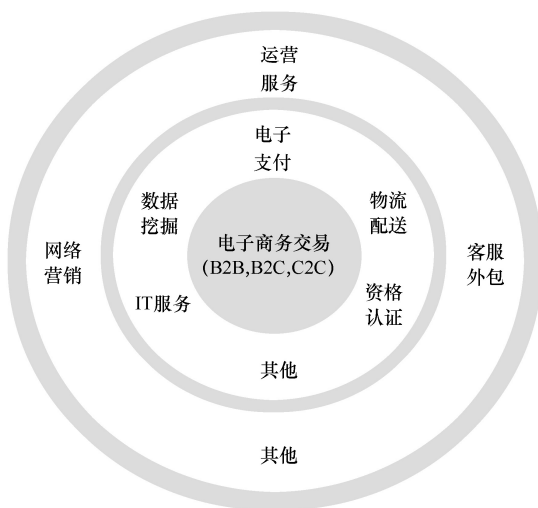 运营
服务
电子
支付
数据
挖掘
物流
配送
网络
营销
电子商务交易
(B2B,B2C,C2C)
客服
外包
IT服务
资格
认证
其他
其他